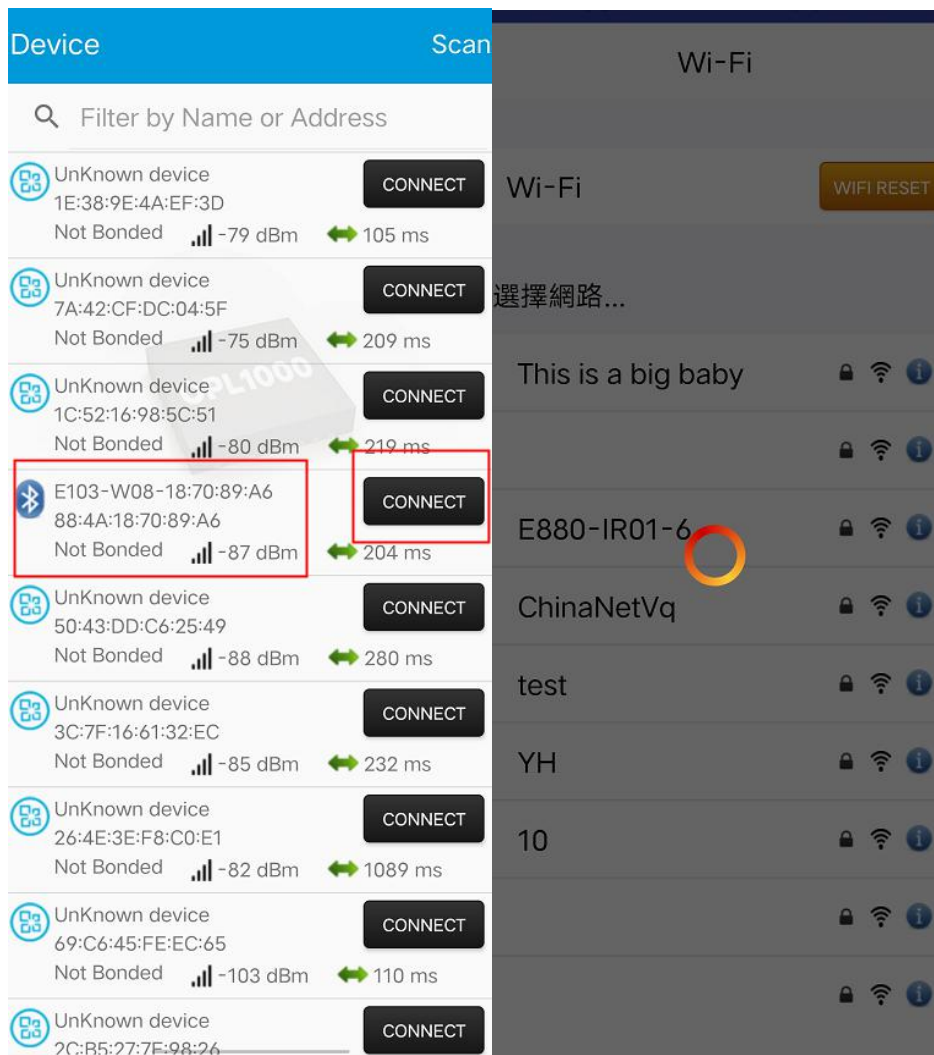 Device Scan
Filter by Name or Address
UnKnown device
CONNECT
1E:38:9E:4A:EF:3D
Not Bonded -79 dBm 105 ms
UnKnown device
CONNECT
7A:42:CF:DC:04:5F
Not Bonded -75 dBm 209 ms
CPL1000
UnKnown device
CONNECT
1C:52:16:98:5C:51
Not Bonded -80 dBm 219 ms
E103-W08-18:70:89:A6
CONNECT
88:4A:18:70:89:A6
Not Bonded -87 dBm 204 ms
UnKnown device
CONNECT
50:43:DD:C6:25:49
Not Bonded -88 dBm 280 ms
UnKnown device
CONNECT
3C:7F:16:61:32:EC
Not Bonded -85 dBm 232 ms
UnKnown device
CONNECT
26:4E:3E:F8:C0:E1
Not Bonded -82 dBm 1089 ms
UnKnown device
CONNECT
69:C6:45:FE:EC:65
Not Bonded -103 dBm 110 ms
UnKnown device
CONNECT
2C:B5:27:7F:98:26
Wi-Fi
Wi-Fi WIFI RESET
選擇網路...
This is a big baby
E880-IR01-6
ChinaNetVq
test
YH
10